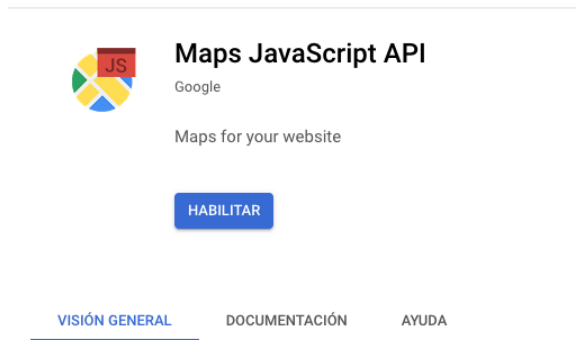 JS
Maps JavaScript API
Google
Maps for your website
HABILITAR
VISIÓN GENERAL DOCUMENTACIÓN AYUDA